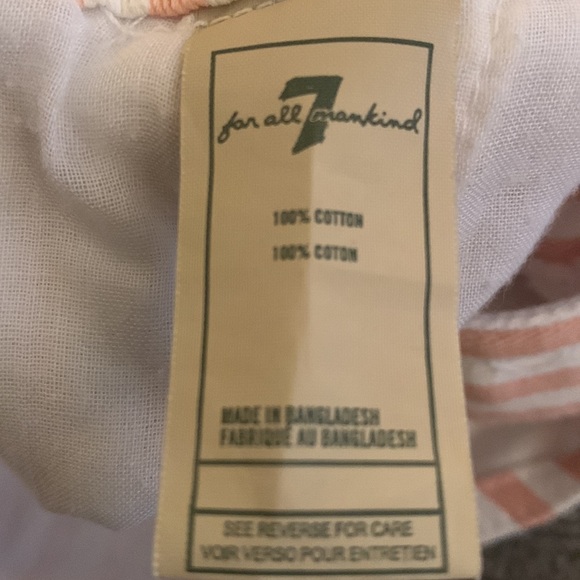 for all 7 mankind
100% COTTON
100% COTON
MADE IN BANGLADESH
FABRIQUÉ AU BANGLADESH
SEE REVERSE FOR CARE
VOIR VERSO POUR ENTRETIEN